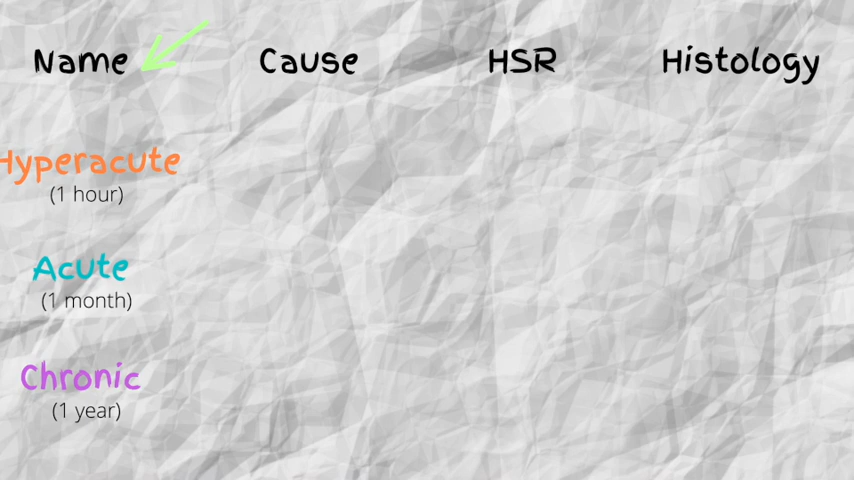 Name Cause HSR Histology
Hyperacute
(1 hour)
Acute
(1 month)
Chronic
(1 year)